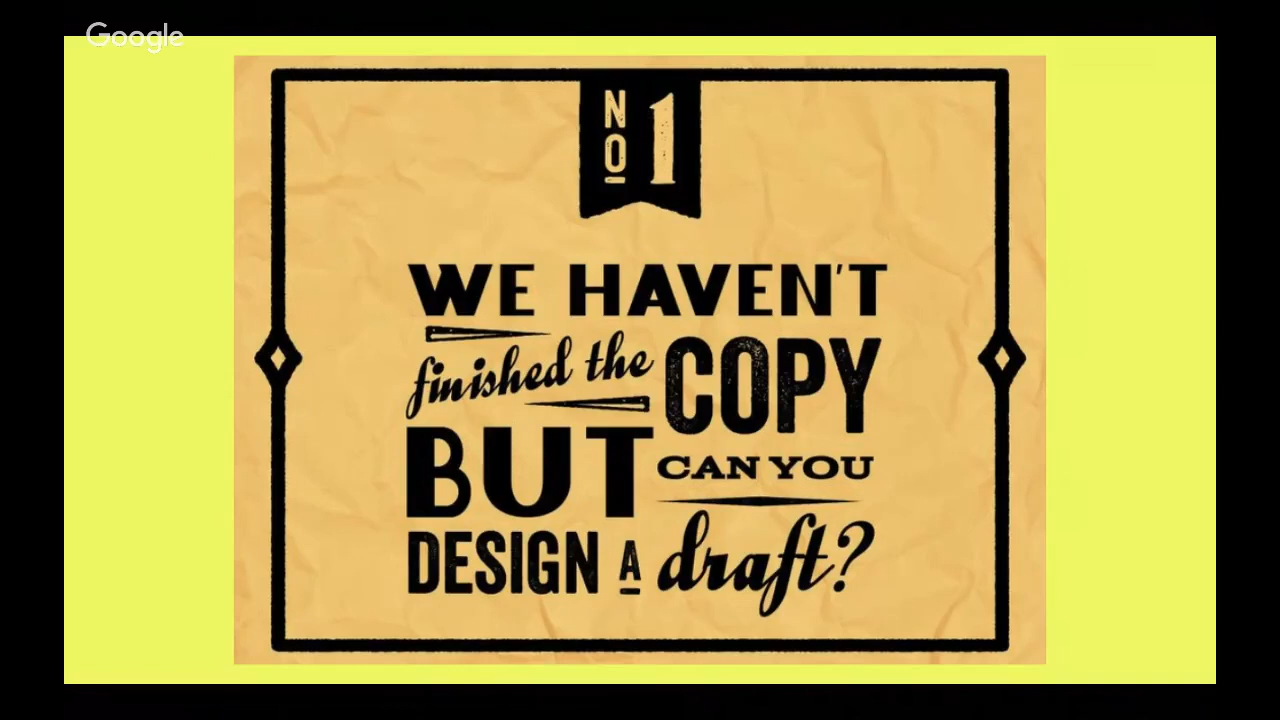 Google
NO 1
WE HAVEN'T
finished the COPY
BUT CAN YOU
DESIGN A draft?